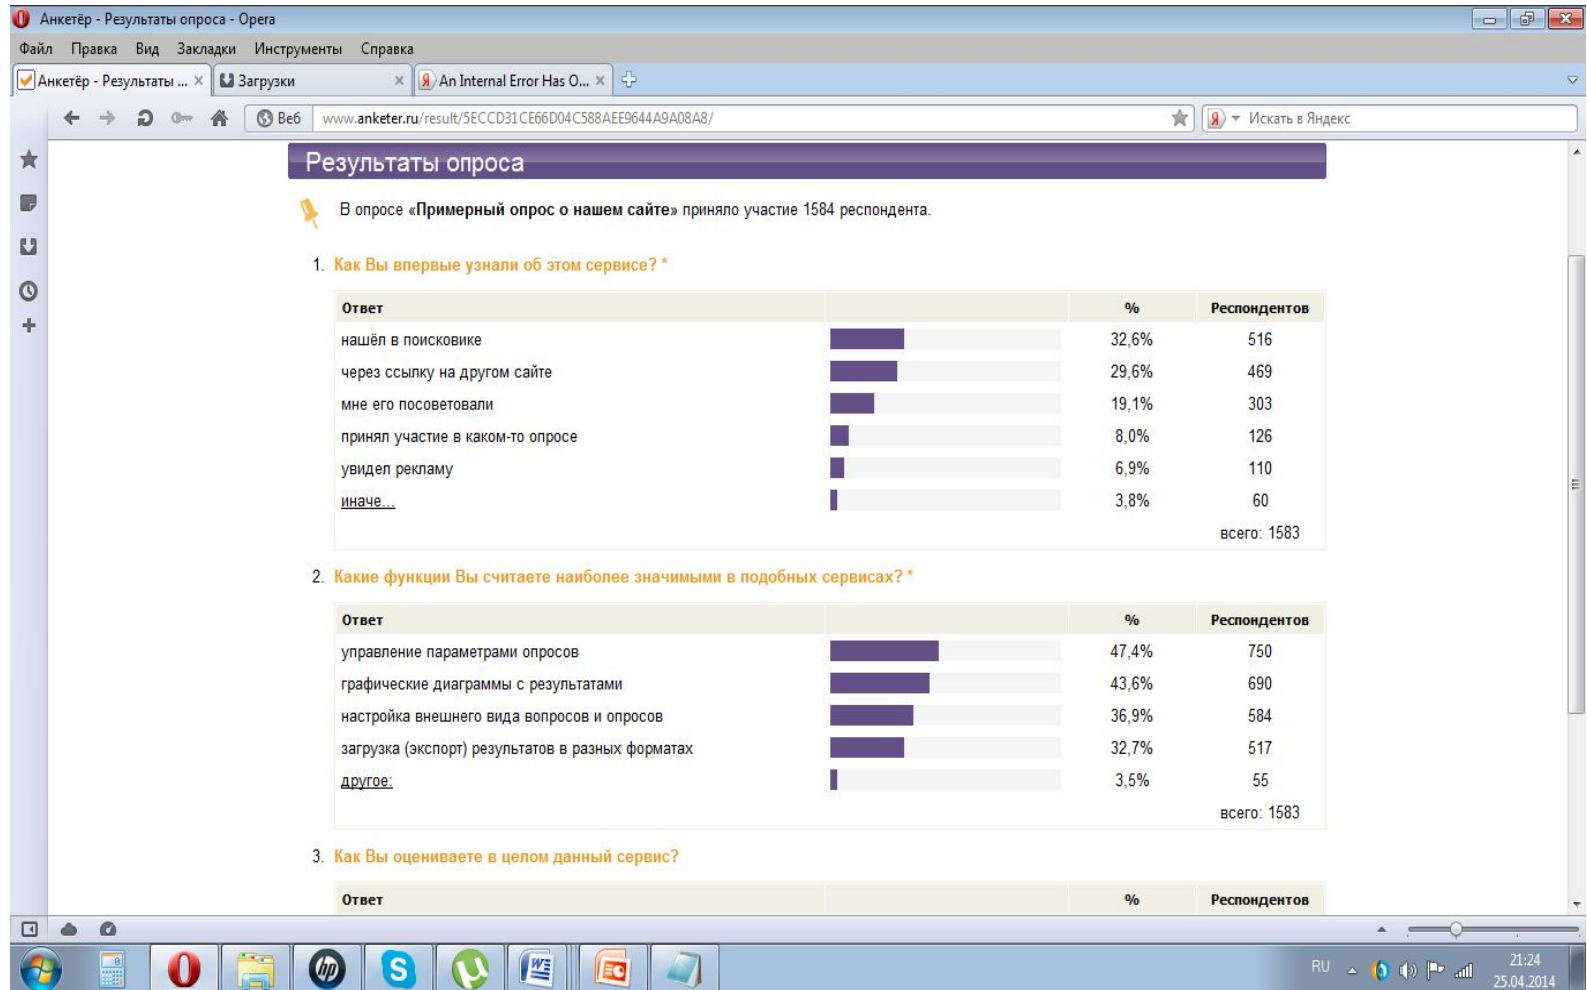 Анкетёр - Результаты опроса - Opera
Файл Правка Вид Закладки Инструменты Справка
Анкетёр - Результаты ... Загрузки An Internal Error Has O...
Веб www.anketer.ru/result/5ECCD31CE66D04C588AEE9644A9A08A8/ Искать в Яндекс
Результаты опроса
В опросе «Примерный опрос о нашем сайте» приняло участие 1584 респондента.
1. Как Вы впервые узнали об этом сервисе? *
Ответ % Респондентов
нашёл в поисковике 32,6% 516
через ссылку на другом сайте 29,6% 469
мне его посоветовали 19,1% 303
принял участие в каком-то опросе 8,0% 126
увидел рекламу 6,9% 110
иначе... 3,8% 60
всего: 1583
2. Какие функции Вы считаете наиболее значимыми в подобных сервисах? *
Ответ % Респондентов
управление параметрами опросов 47,4% 750
графические диаграммы с результатами 43,6% 690
настройка внешнего вида вопросов и опросов 36,9% 584
загрузка (экспорт) результатов в разных форматах 32,7% 517
другое: 3,5% 55
всего: 1583
3. Как Вы оцениваете в целом данный сервис?
Ответ % Респондентов
RU 21:24
25.04.2014